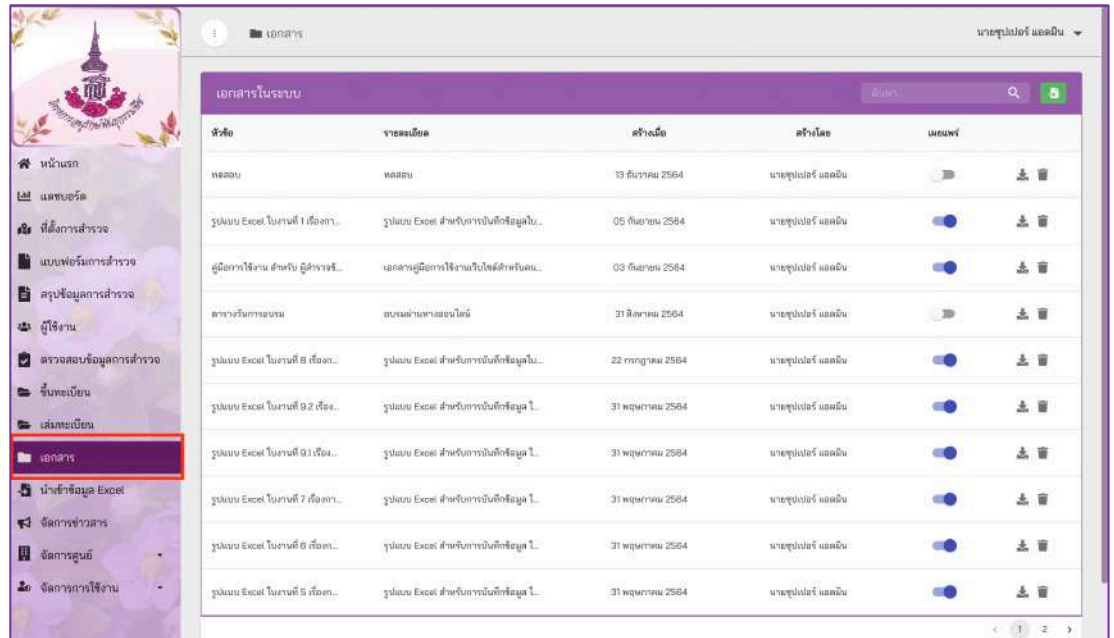 เอกสาร
นายซุปเปอร์ แอดมิน
เอกสารในระบบ
ค้นหา...
หัวข้อ รายละเอียด สร้างเมื่อ สร้างโดย เผยแพร่
ทดสอบ ทดสอบ 13 ธันวาคม 2564 นายซุปเปอร์ แอดมิน
รูปแบบ Excel ใบงานที่ 1 เรื่องกา... รูปแบบ Excel สำหรับการบันทึกข้อมูลใบ... 05 กันยายน 2564 นายซุปเปอร์ แอดมิน
คู่มือการใช้งาน สำหรับ ผู้สำรวจข้... เอกสารคู่มือการใช้งานเว็บไซต์สำหรับคน... 03 กันยายน 2564 นายซุปเปอร์ แอดมิน
ตารางวันการอบรม อบรมผ่านทางออนไลน์ 31 สิงหาคม 2564 นายซุปเปอร์ แอดมิน
รูปแบบ Excel ใบงานที่ 8 เรื่องก... รูปแบบ Excel สำหรับการบันทึกข้อมูลใบ... 22 กรกฎาคม 2564 นายซุปเปอร์ แอดมิน
รูปแบบ Excel ใบงานที่ 9.2 เรื่อง... รูปแบบ Excel สำหรับการบันทึกข้อมูล ใ... 31 พฤษภาคม 2564 นายซุปเปอร์ แอดมิน
รูปแบบ Excel ใบงานที่ 9.1 เรื่อง... รูปแบบ Excel สำหรับการบันทึกข้อมูล ใ... 31 พฤษภาคม 2564 นายซุปเปอร์ แอดมิน
รูปแบบ Excel ใบงานที่ 7 เรื่องกา... รูปแบบ Excel สำหรับการบันทึกข้อมูล ใ... 31 พฤษภาคม 2564 นายซุปเปอร์ แอดมิน
รูปแบบ Excel ใบงานที่ 6 เรื่อก... รูปแบบ Excel สำหรับการบันทึกข้อมูล ใ... 31 พฤษภาคม 2564 นายซุปเปอร์ แอดมิน
รูปแบบ Excel ใบงานที่ 5 เรื่อก... รูปแบบ Excel สำหรับการบันทึกข้อมูล ใ... 31 พฤษภาคม 2564 นายซุปเปอร์ แอดมิน
1 2
หน้าแรก
แดชบอร์ด
ที่ตั้งการสำรวจ
แบบฟอร์มการสำรวจ
สรุปข้อมูลการสำรวจ
ผู้ใช้งาน
ตรวจสอบข้อมูลการสำรวจ
ขึ้นทะเบียน
เล่มทะเบียน
เอกสาร
นำเข้าข้อมูล Excel
จัดการข่าวสาร
จัดการศูนย์
จัดการการใช้งาน